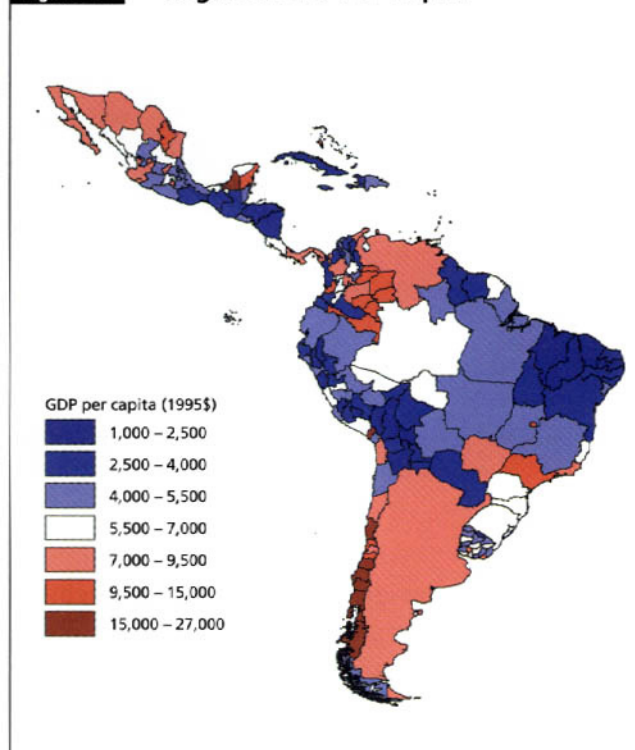 GDP per capita (1995$)
1,000 – 2,500
2,500 – 4,000
4,000 – 5,500
5,500 – 7,000
7,000 – 9,500
9,500 – 15,000
15,000 – 27,000